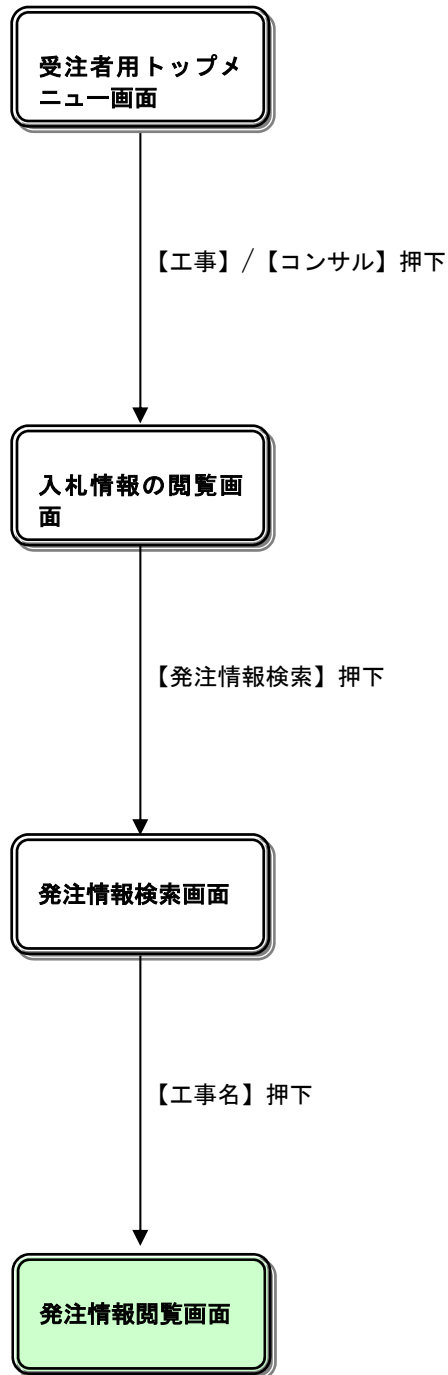 受注者用トップメ
ニュー画面
【工事】/【コンサル】押下
入札情報の閲覧画
面
【発注情報検索】押下
発注情報検索画面
【工事名】押下
発注情報閲覧画面